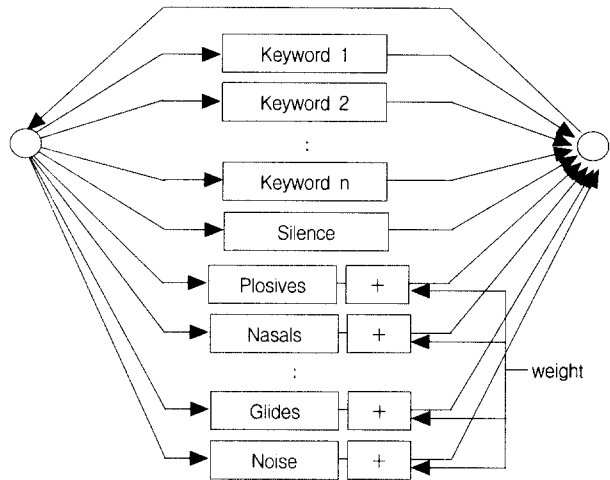 Keyword 1
Keyword 2
:
Keyword n
Silence
Plosives +
Nasals +
:
weight
Glides +
Noise +